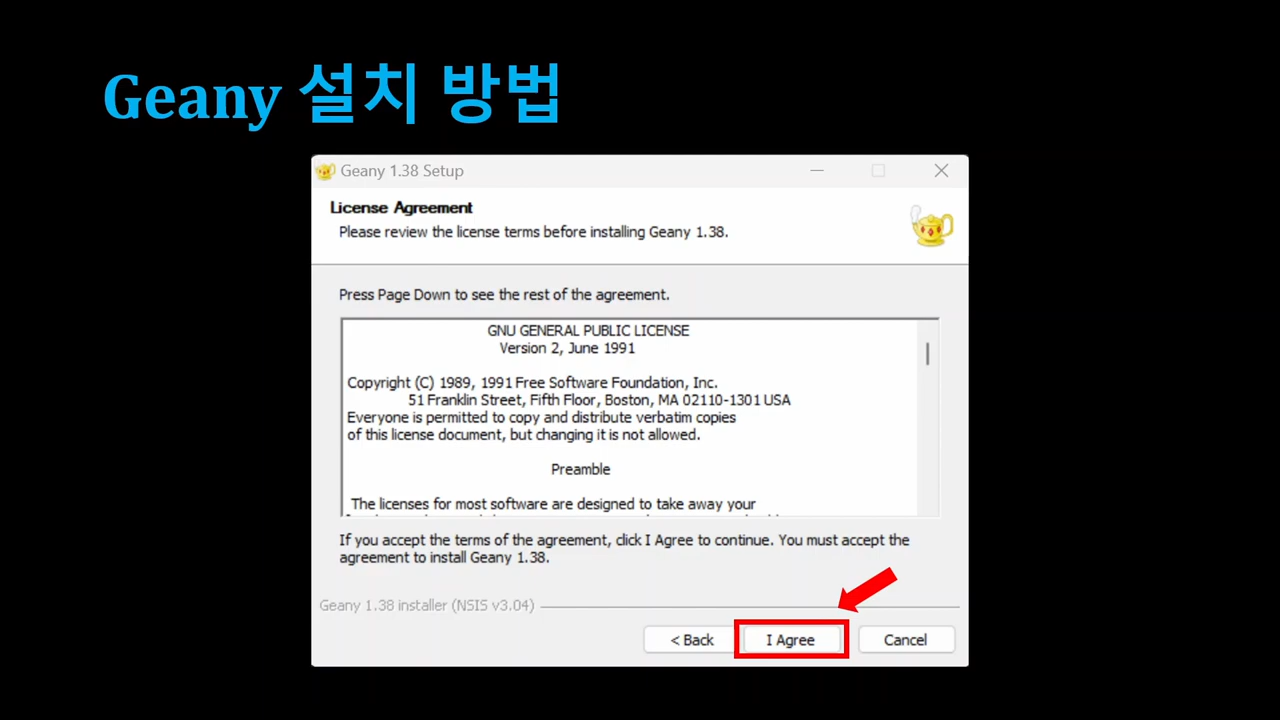 Geany 설치 방법
Geany 1.38 Setup
License Agreement
Please review the license terms before installing Geany 1.38.
Press Page Down to see the rest of the agreement.
GNU GENERAL PUBLIC LICENSE
Version 2, June 1991
Copyright (C) 1989, 1991 Free Software Foundation, Inc.
51 Franklin Street, Fifth Floor, Boston, MA 02110-1301 USA
Everyone is permitted to copy and distribute verbatim copies
of this license document, but changing it is not allowed.
Preamble
The licenses for most software are designed to take away your
If you accept the terms of the agreement, click I Agree to continue. You must accept the
agreement to install Geany 1.38.
Geany 1.38 installer (NSIS v3.04)
< Back
I Agree
Cancel